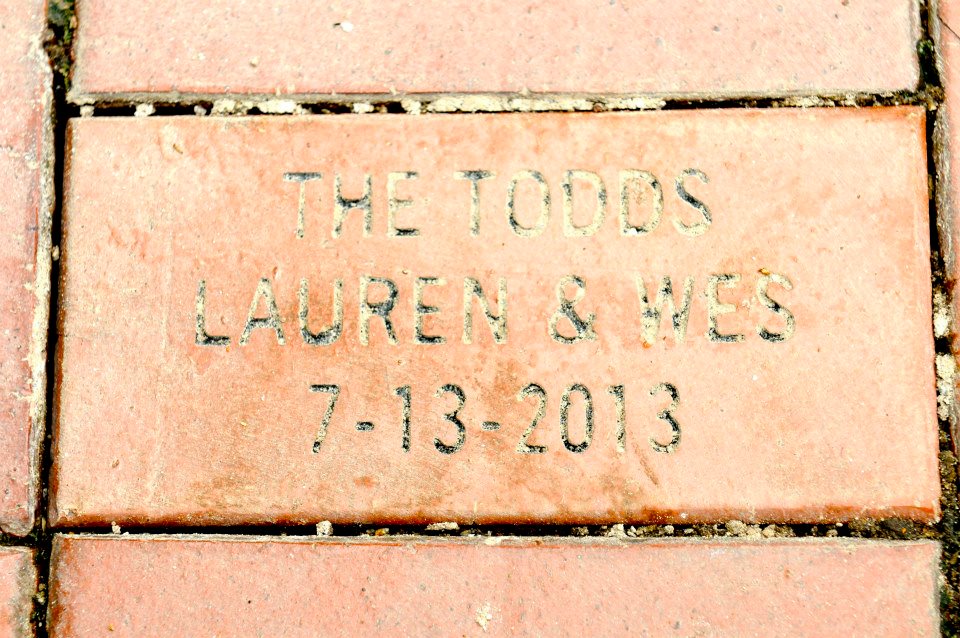 THE TODDS
LAUREN & WES
7-13-2013